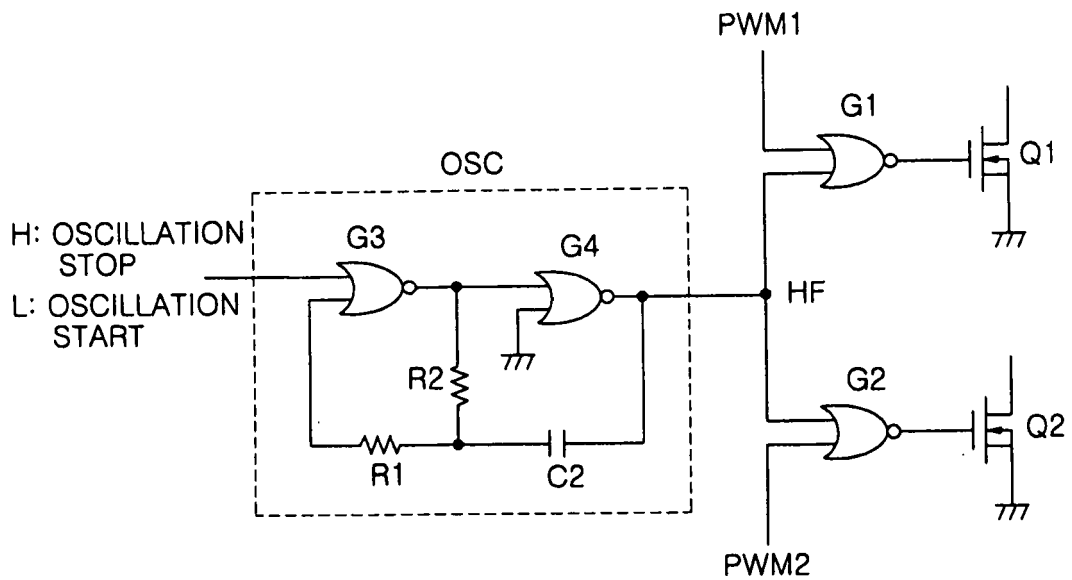 PWM1
G1
Q1
OSC
H: OSCILLATION
STOP
L: OSCILLATION
START
G3
G4
HF
R2
R1
C2
G2
Q2
PWM2